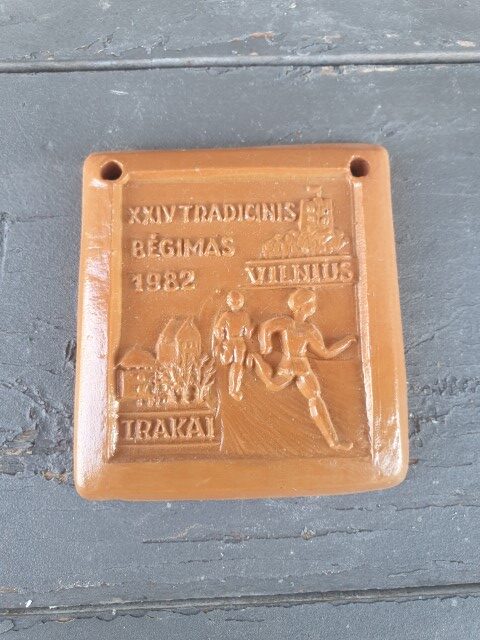 XXIV TRADICINIS
BĖGIMAS
1982
VILNIUS
TRAKAI